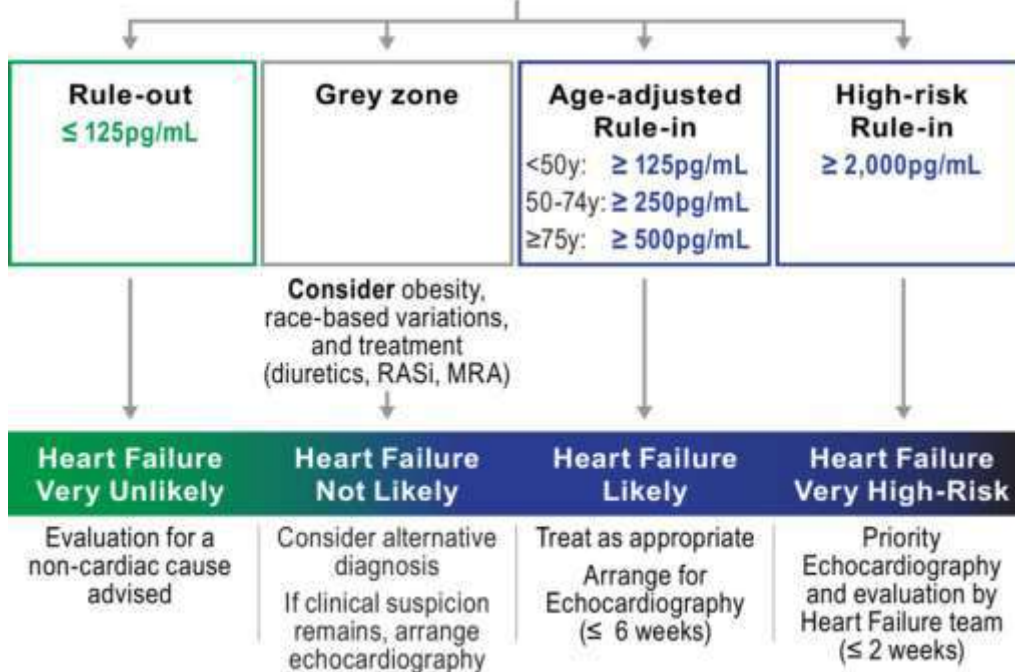 Rule-out
≤ 125pg/mL
Grey zone
Age-adjusted
Rule-in
<50y: ≥ 125pg/mL
50-74y: ≥ 250pg/mL
≥75y: ≥ 500pg/mL
High-risk
Rule-in
≥ 2,000pg/mL
Consider obesity,
race-based variations,
and treatment
(diuretics, RASi, MRA)
Heart Failure
Very Unlikely
Heart Failure
Not Likely
Heart Failure
Likely
Heart Failure
Very High-Risk
Evaluation for a
non-cardiac cause
advised
Consider alternative
diagnosis
If clinical suspicion
remains, arrange
echocardiography
Treat as appropriate
Arrange for
Echocardiography
(≤ 6 weeks)
Priority
Echocardiography
and evaluation by
Heart Failure team
(≤ 2 weeks)